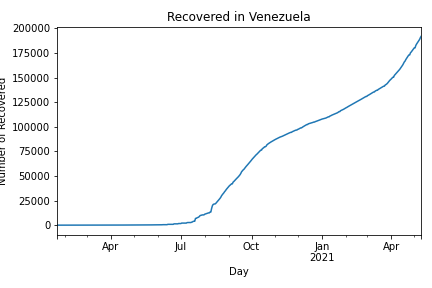 Recovered in Venezuela
200000
175000
150000
125000
100000
75000
50000
25000
0
Number of Recovered
Apr
Jul
Oct
Jan
2021
Apr
Day